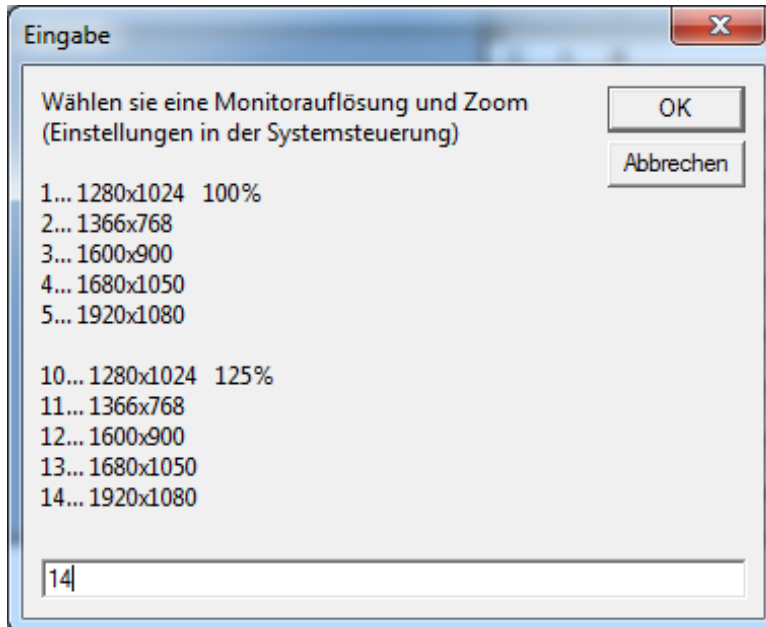 Eingabe
Wählen sie eine Monitorauflösung und Zoom
(Einstellungen in der Systemsteuerung)
OK
Abbrechen
1... 1280x1024   100%
2... 1366x768
3... 1600x900
4... 1680x1050
5... 1920x1080
10... 1280x1024   125%
11... 1366x768
12... 1600x900
13... 1680x1050
14... 1920x1080
14